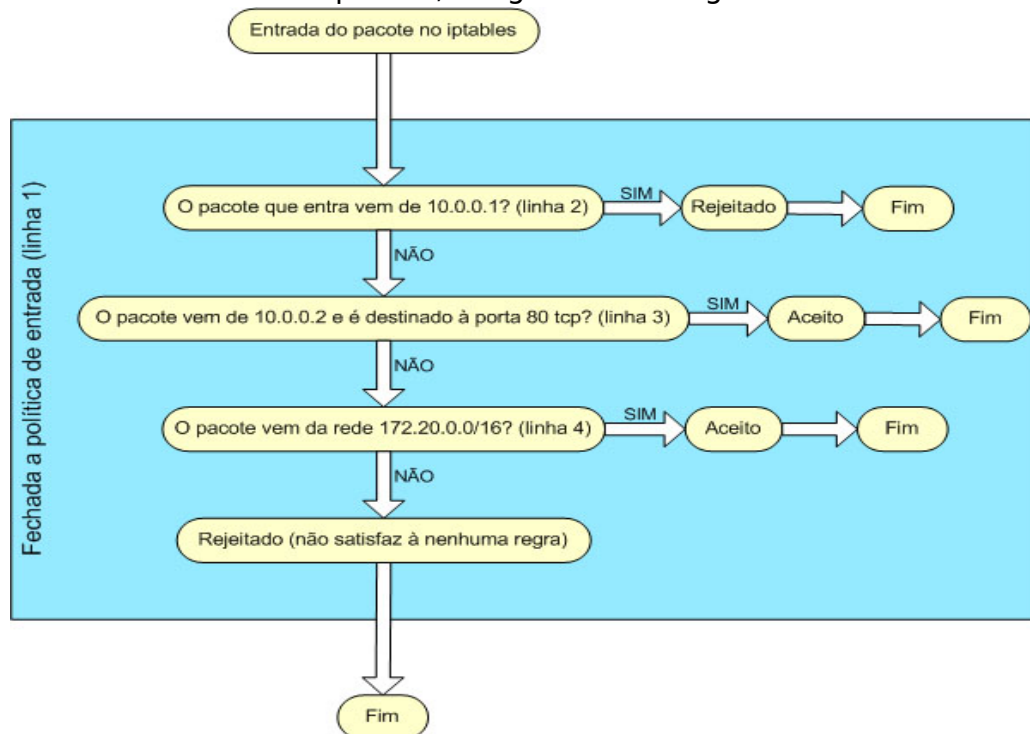 Entrada do pacote no iptables
Fechada a política de entrada (linha 1)
O pacote que entra vem de 10.0.0.1? (linha 2)
SIM
Rejeitado
Fim
NÃO
O pacote vem de 10.0.0.2 e é destinado à porta 80 tcp? (linha 3)
SIM
Aceito
Fim
NÃO
O pacote vem da rede 172.20.0.0/16? (linha 4)
SIM
Aceito
Fim
NÃO
Rejeitado (não satisfaz à nenhuma regra)
Fim